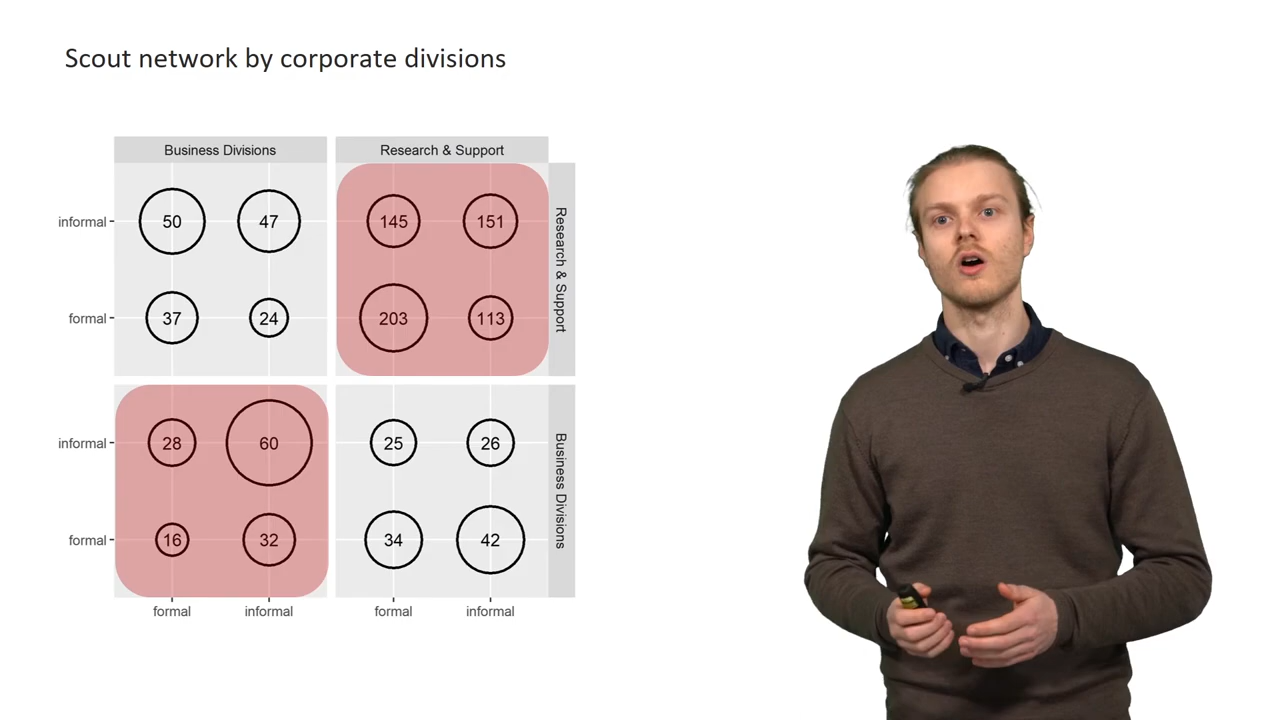 Scout network by corporate divisions
Business Divisions
Research & Support
informal
50
47
145
151
Research & Support
formal
37
24
203
113
informal
28
60
25
26
Business Divisions
formal
16
32
34
42
formal
informal
formal
informal